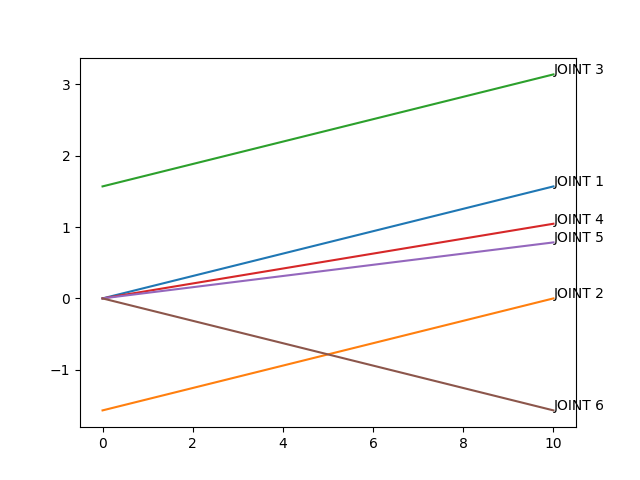 3
2
1
0
−1
JOINT 3
JOINT 1
JOINT 4
JOINT 5
JOINT 2
JOINT 6
0 2 4 6 8 10